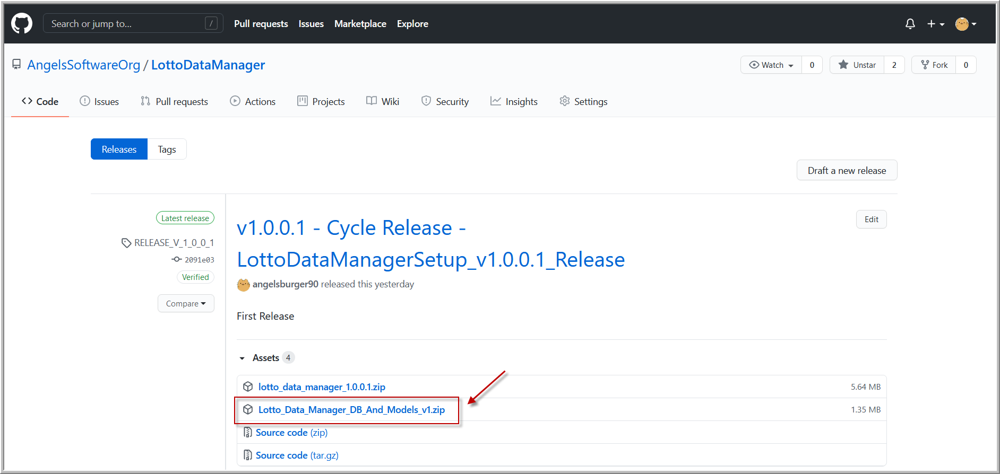 Search or jump to... /
Pull requests Issues Marketplace Explore
AngelsSoftwareOrg / LottoDataManager
Watch 0 Unstar 2 Fork 0
Code Issues Pull requests Actions Projects Wiki Security Insights Settings
Releases Tags
Draft a new release
Latest release
RELEASE_V_1_0_0_1
2091e03
Verified
Compare
v1.0.0.1 - Cycle Release -
LottoDataManagerSetup_v1.0.0.1_Release
Edit
angelsburger90 released this yesterday
First Release
Assets 4
lotto_data_manager_1.0.0.1.zip 5.64 MB
Lotto_Data_Manager_DB_And_Models_v1.zip 1.35 MB
Source code (zip)
Source code (tar.gz)